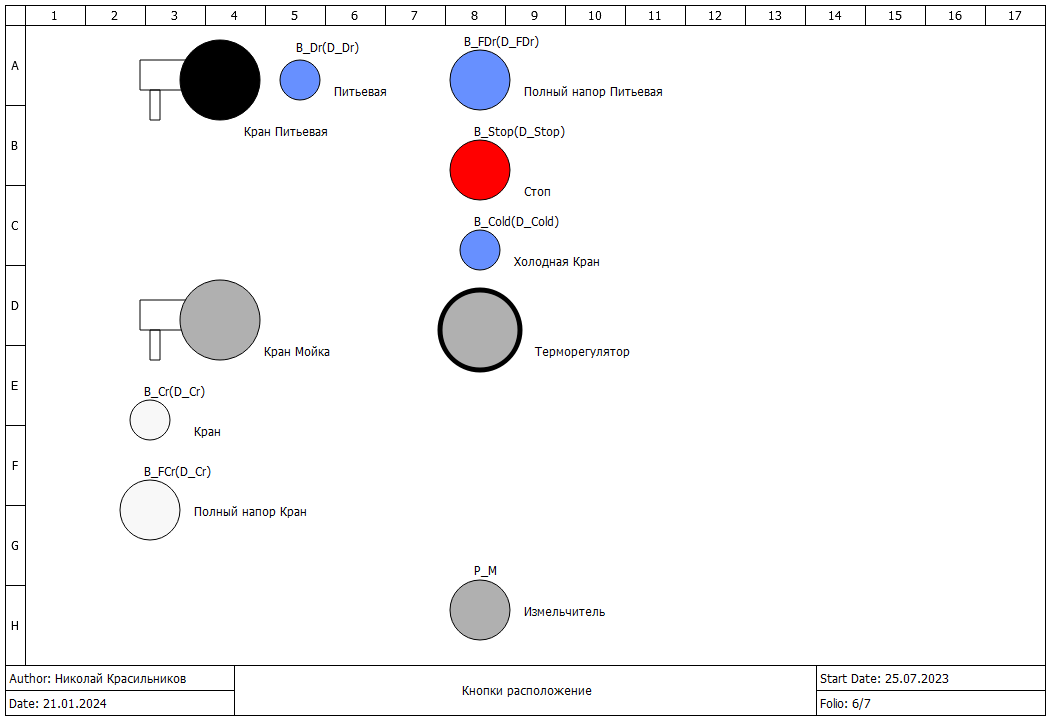 1 2 3 4 5 6 7 8 9 10 11 12 13 14 15 16 17
A
B_Dr(D_Dr)
B_FDr(D_FDr)
Питьевая
Полный напор Питьевая
Кран Питьевая
B_Stop(D_Stop)
B
Стоп
B_Cold(D_Cold)
C
Холодная Кран
D
Кран Мойка
Терморегулятор
E
B_Cr(D_Cr)
Кран
F
B_FCr(D_Cr)
Полный напор Кран
G
P_M
Измельчитель
H
Author: Николай Красильников
Date: 21.01.2024
Кнопки расположение
Start Date: 25.07.2023
Folio: 6/7